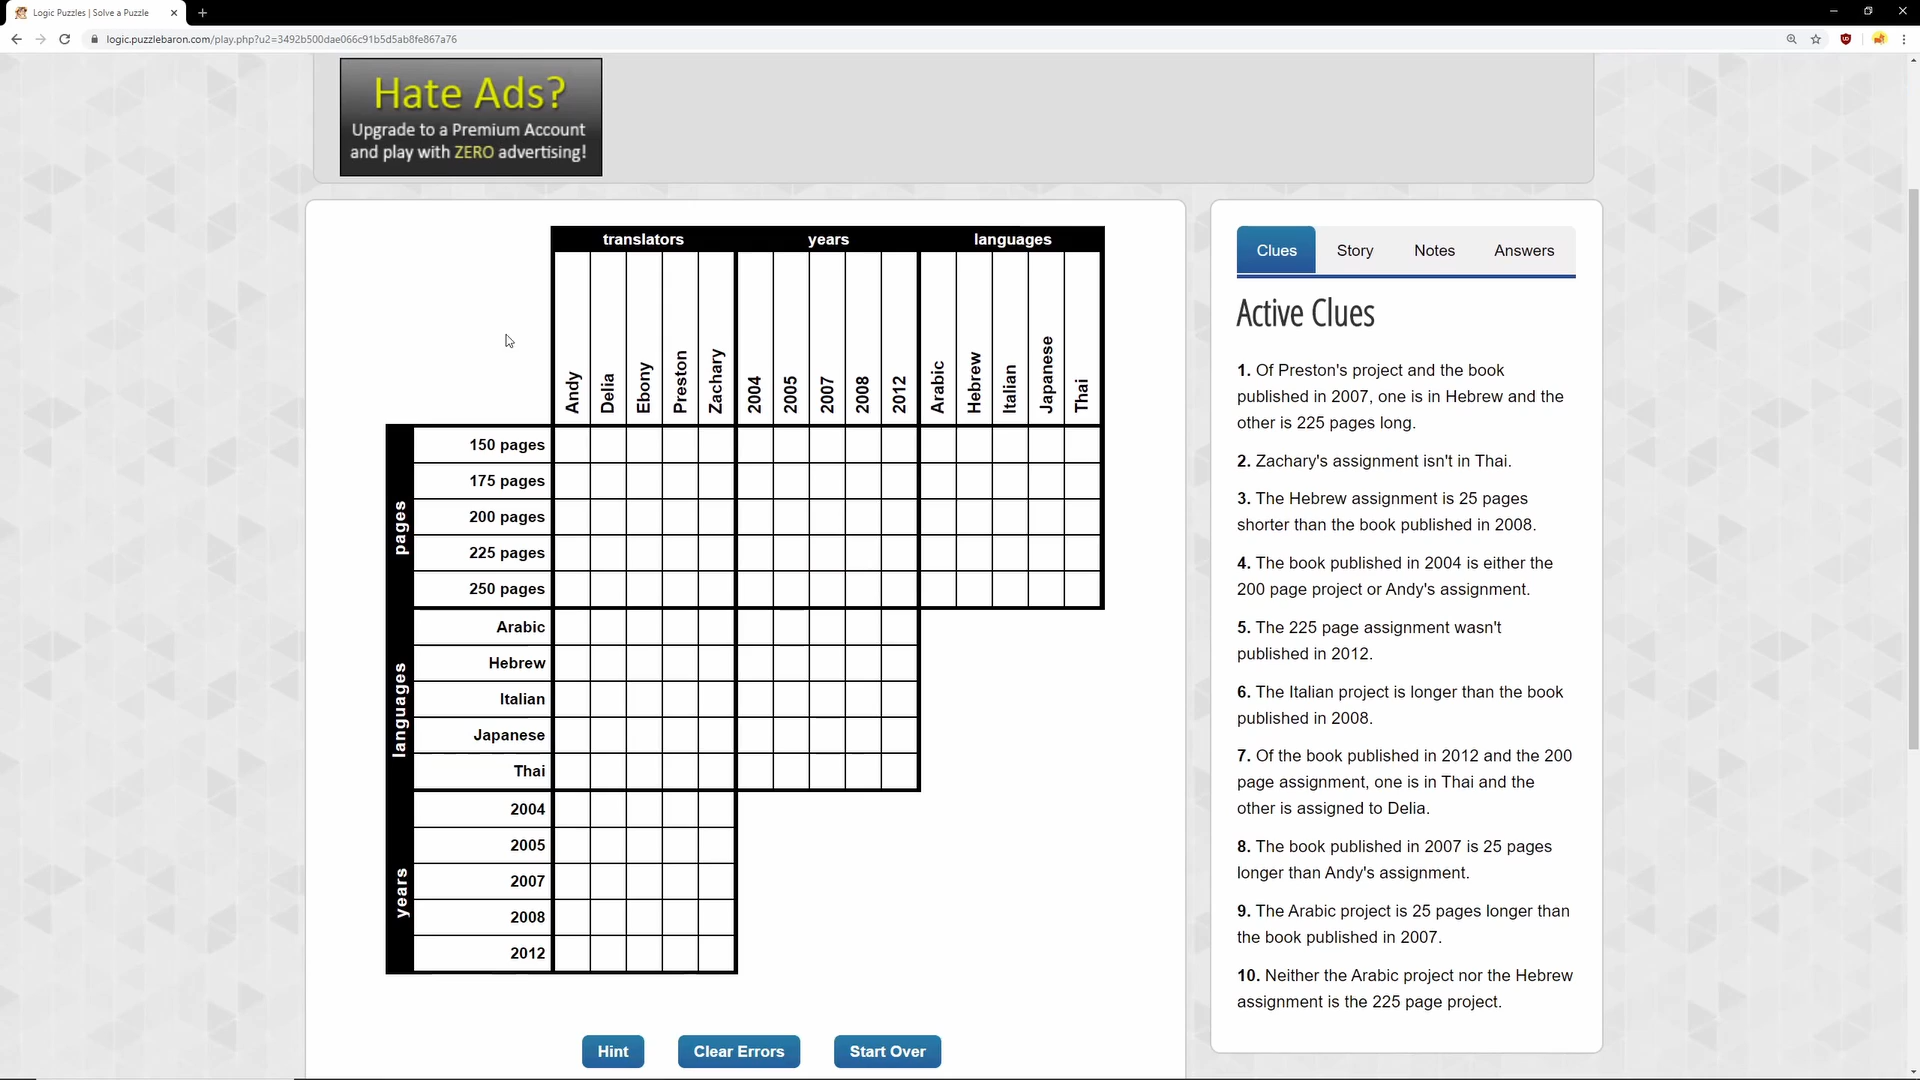 Logic Puzzles | Solve a Puzzle
logic.puzzlebaron.com/play.php?u2=3492b500dae066c91b5d5ab8fe867a76
Hate Ads?
Upgrade to a Premium Account
and play with ZERO advertising!
translators years languages
Andy Delia Ebony Preston Zachary 2004 2005 2007 2008 2012 Arabic Hebrew Italian Japanese Thai
pages
150 pages
175 pages
200 pages
225 pages
250 pages
languages
Arabic
Hebrew
Italian
Japanese
Thai
years
2004
2005
2007
2008
2012
Hint Clear Errors Start Over
Clues Story Notes Answers
Active Clues
1. Of Preston's project and the book
published in 2007, one is in Hebrew and the
other is 225 pages long.
2. Zachary's assignment isn't in Thai.
3. The Hebrew assignment is 25 pages
shorter than the book published in 2008.
4. The book published in 2004 is either the
200 page project or Andy's assignment.
5. The 225 page assignment wasn't
published in 2012.
6. The Italian project is longer than the book
published in 2008.
7. Of the book published in 2012 and the 200
page assignment, one is in Thai and the
other is assigned to Delia.
8. The book published in 2007 is 25 pages
longer than Andy's assignment.
9. The Arabic project is 25 pages longer than
the book published in 2007.
10. Neither the Arabic project nor the Hebrew
assignment is the 225 page project.